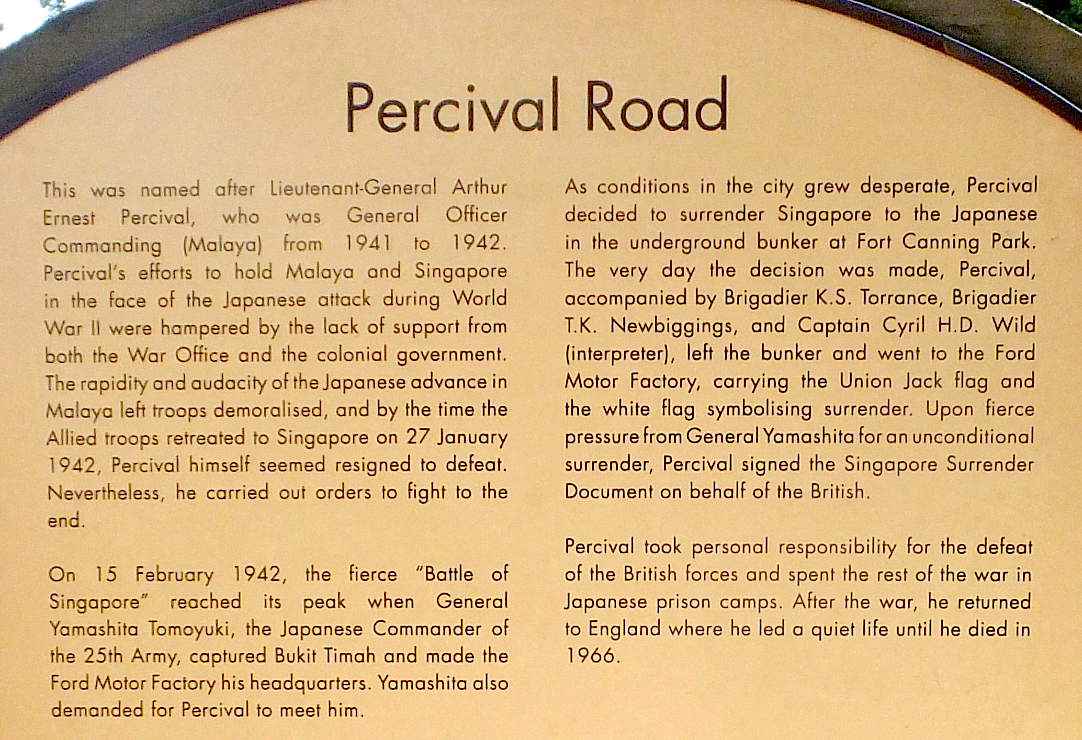 Percival Road
This was named after Lieutenant-General Arthur
Ernest Percival, who was General Officer
Commanding (Malaya) from 1941 to 1942.
Percival's efforts to hold Malaya and Singapore
in the face of the Japanese attack during World
War II were hampered by the lack of support from
both the War Office and the colonial government.
The rapidity and audacity of the Japanese advance in
Malaya left troops demoralised, and by the time the
Allied troops retreated to Singapore on 27 January
1942, Percival himself seemed resigned to defeat.
Nevertheless, he carried out orders to fight to the
end.
On 15 February 1942, the fierce "Battle of
Singapore" reached its peak when General
Yamashita Tomoyuki, the Japanese Commander of
the 25th Army, captured Bukit Timah and made the
Ford Motor Factory his headquarters. Yamashita also
demanded for Percival to meet him.
As conditions in the city grew desperate, Percival
decided to surrender Singapore to the Japanese
in the underground bunker at Fort Canning Park.
The very day the decision was made, Percival,
accompanied by Brigadier K.S. Torrance, Brigadier
T.K. Newbiggings, and Captain Cyril H.D. Wild
(interpreter), left the bunker and went to the Ford
Motor Factory, carrying the Union Jack flag and
the white flag symbolising surrender. Upon fierce
pressure from General Yamashita for an unconditional
surrender, Percival signed the Singapore Surrender
Document on behalf of the British.
Percival took personal responsibility for the defeat
of the British forces and spent the rest of the war in
Japanese prison camps. After the war, he returned
to England where he led a quiet life until he died in
1966.